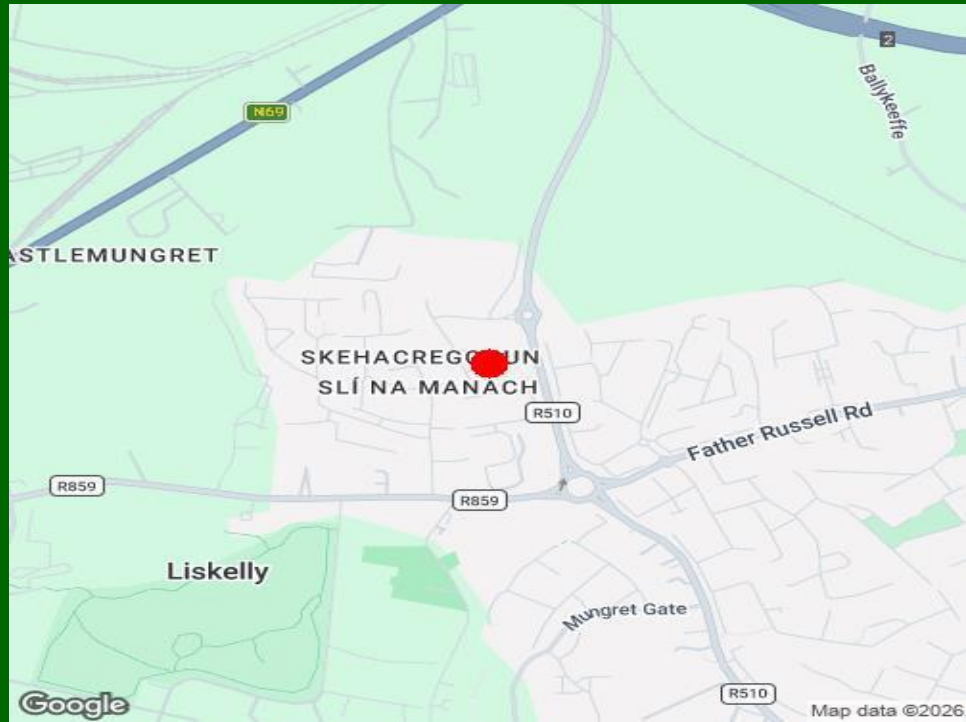 2
Ballykeeffe
N69
ASTLEMUNGRET
SLÍ NA MANACH
R510
Father Russell Rd
R859
R859
Liskelly
Mungret Gate
R510
Google
Map data ©2026